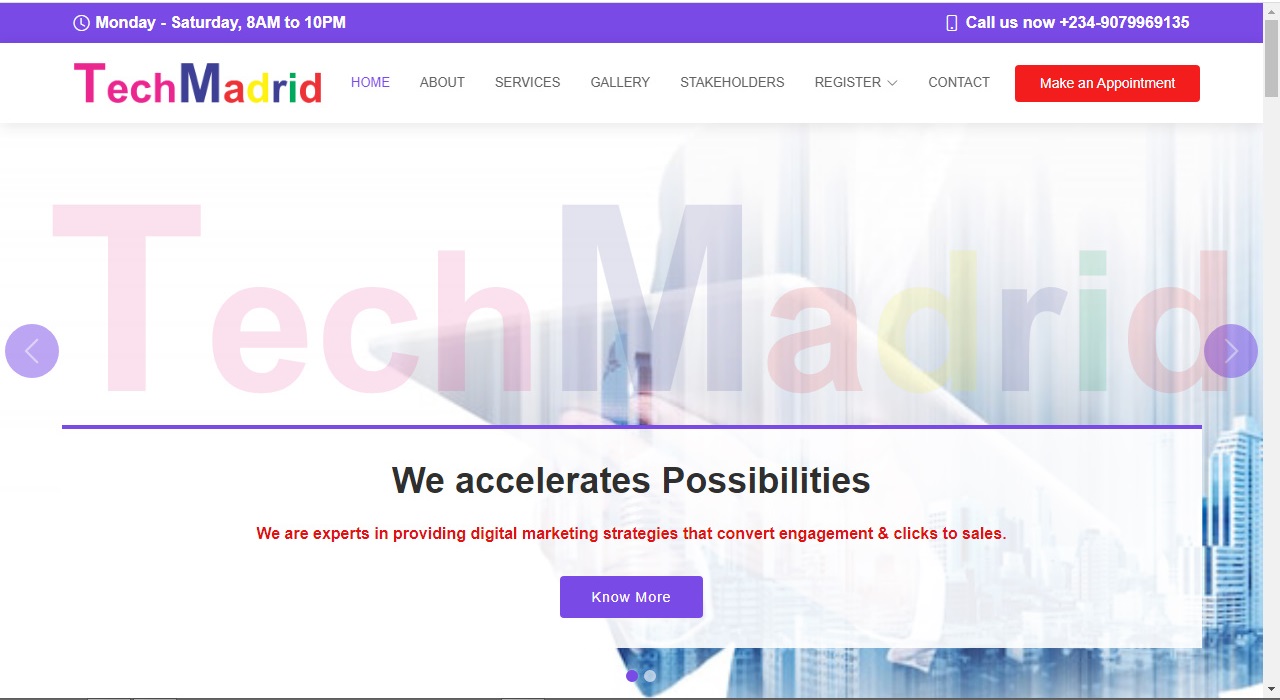 Monday - Saturday, 8AM to 10PM
Call us now +234-9079969135
TechMadrid
HOME ABOUT SERVICES GALLERY STAKEHOLDERS REGISTER CONTACT
Make an Appointment
TechMadrid
We accelerates Possibilities
We are experts in providing digital marketing strategies that convert engagement & clicks to sales.
Know More